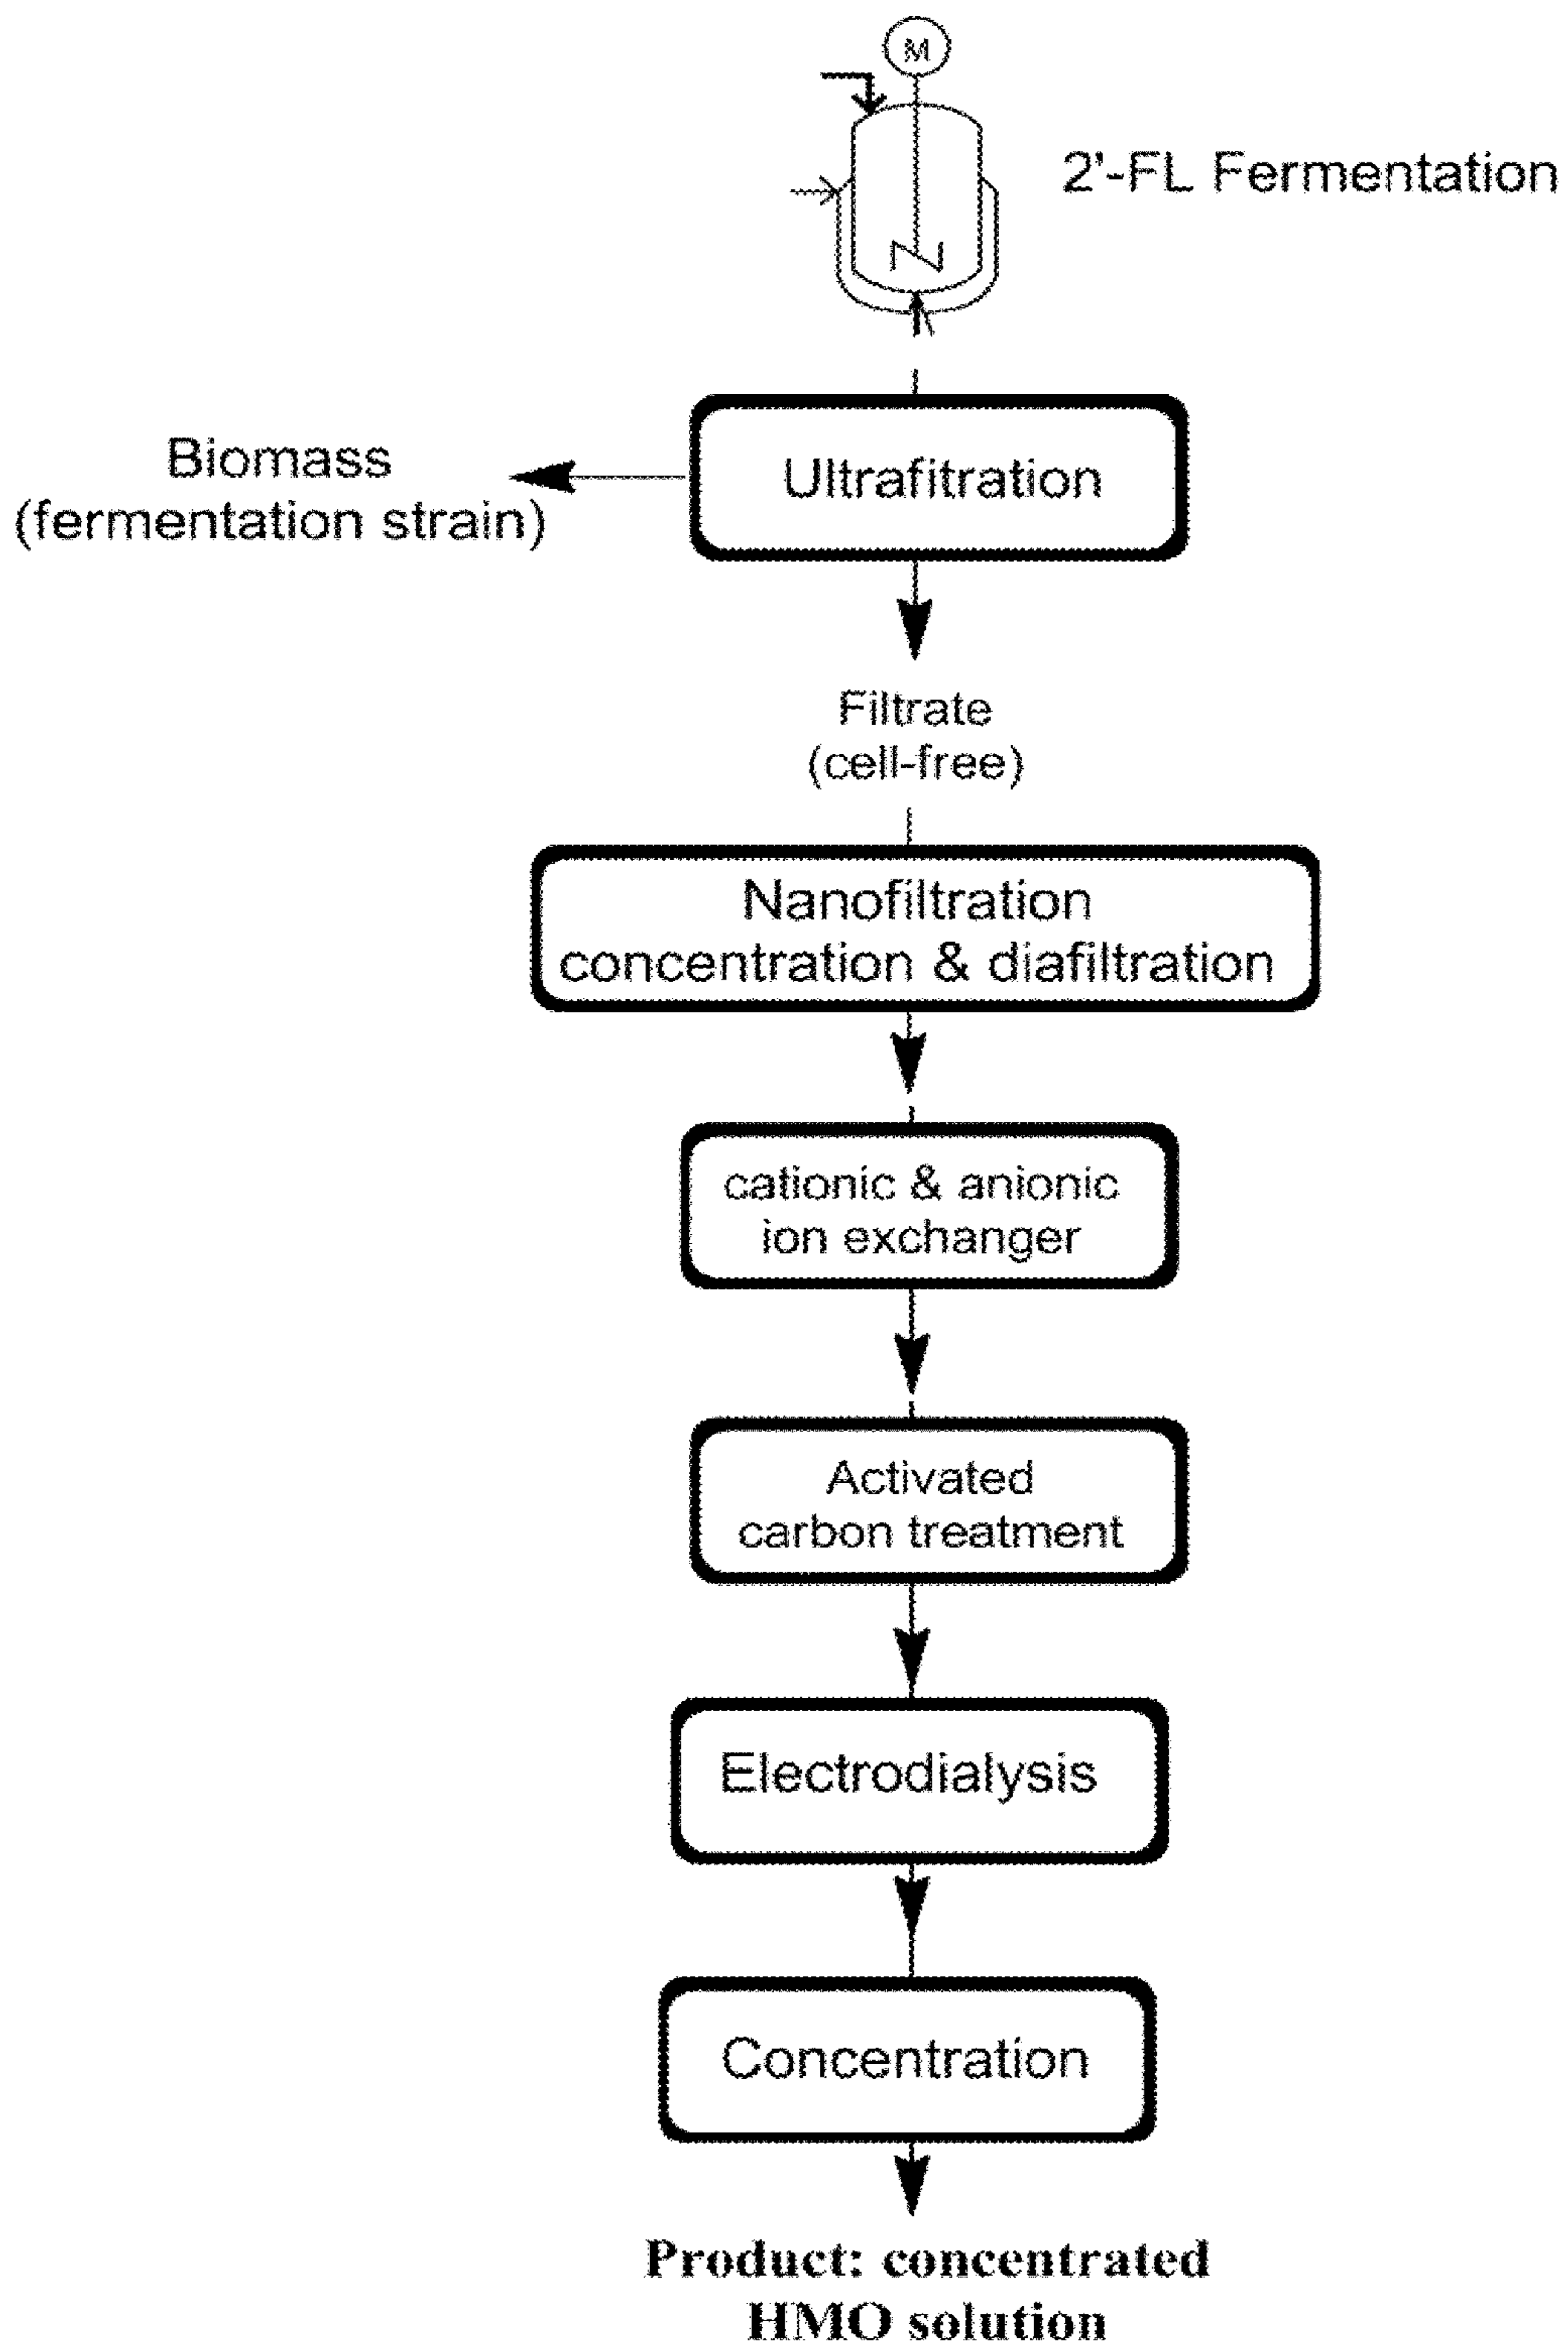 M
2'-FL Fermentation
Ultrafitration
Biomass
(fermentation strain)
Filtrate
(cell-free)
Nanofiltration
concentration & diafiltration
cationic & anionic
ion exchanger
Activated
carbon treatment
Electrodialysis
Concentration
Product: concentrated
HMO solution